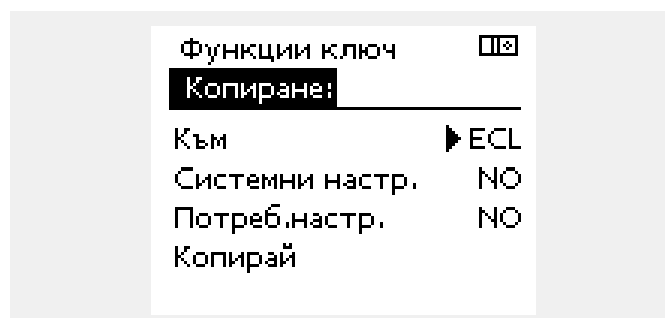 Функции ключ
Копиране:
Към ▶ ECL
Системни настр. NO
Потреб.настр. NO
Копирай